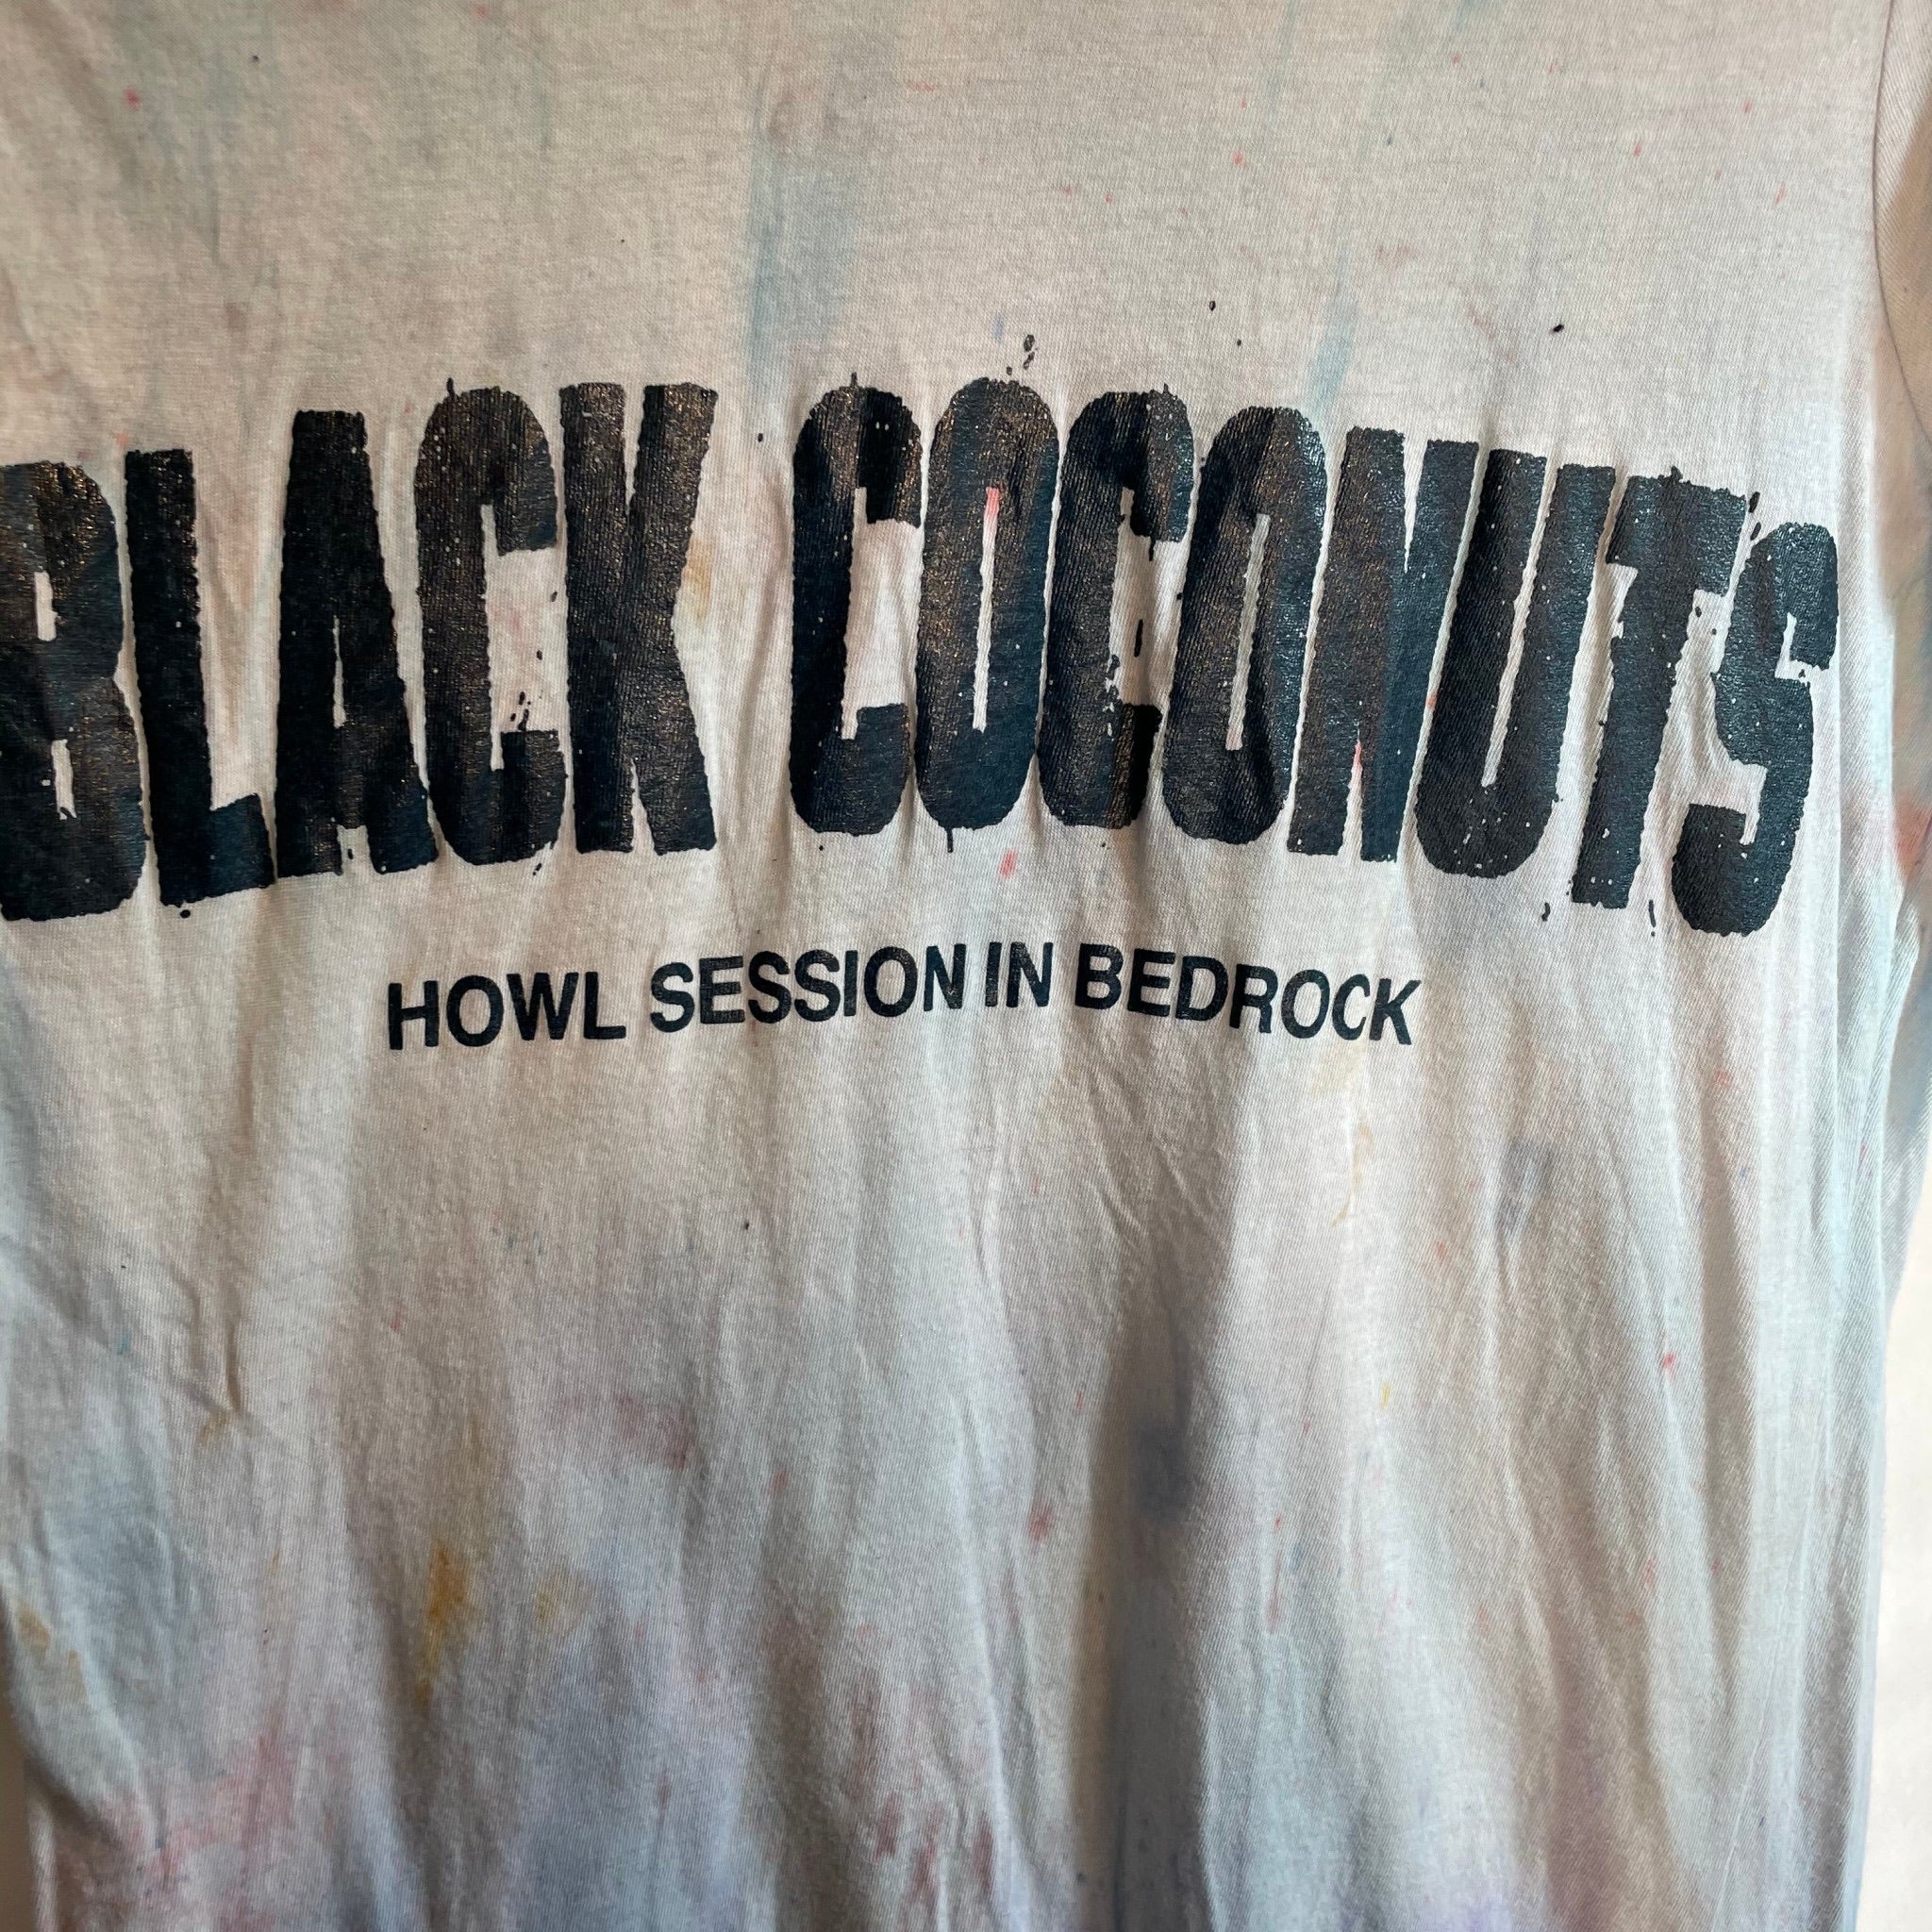 BLACK COCONUTS
HOWL SESSION IN BEDROCK